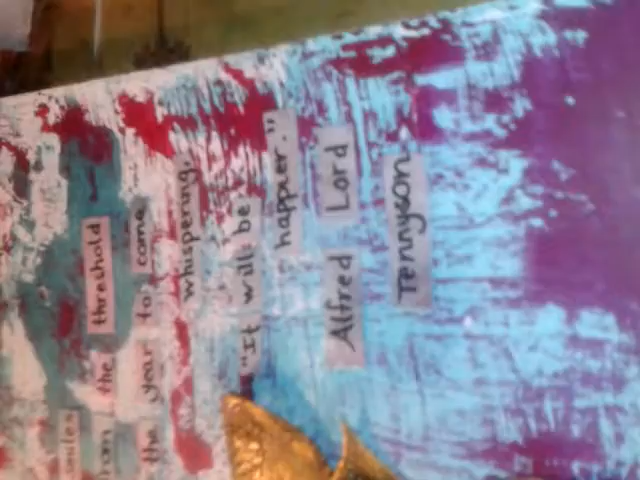 smiles
from the threshold
the year to come
whispering,
"It will be
happier."
Alfred Lord
Tennyson